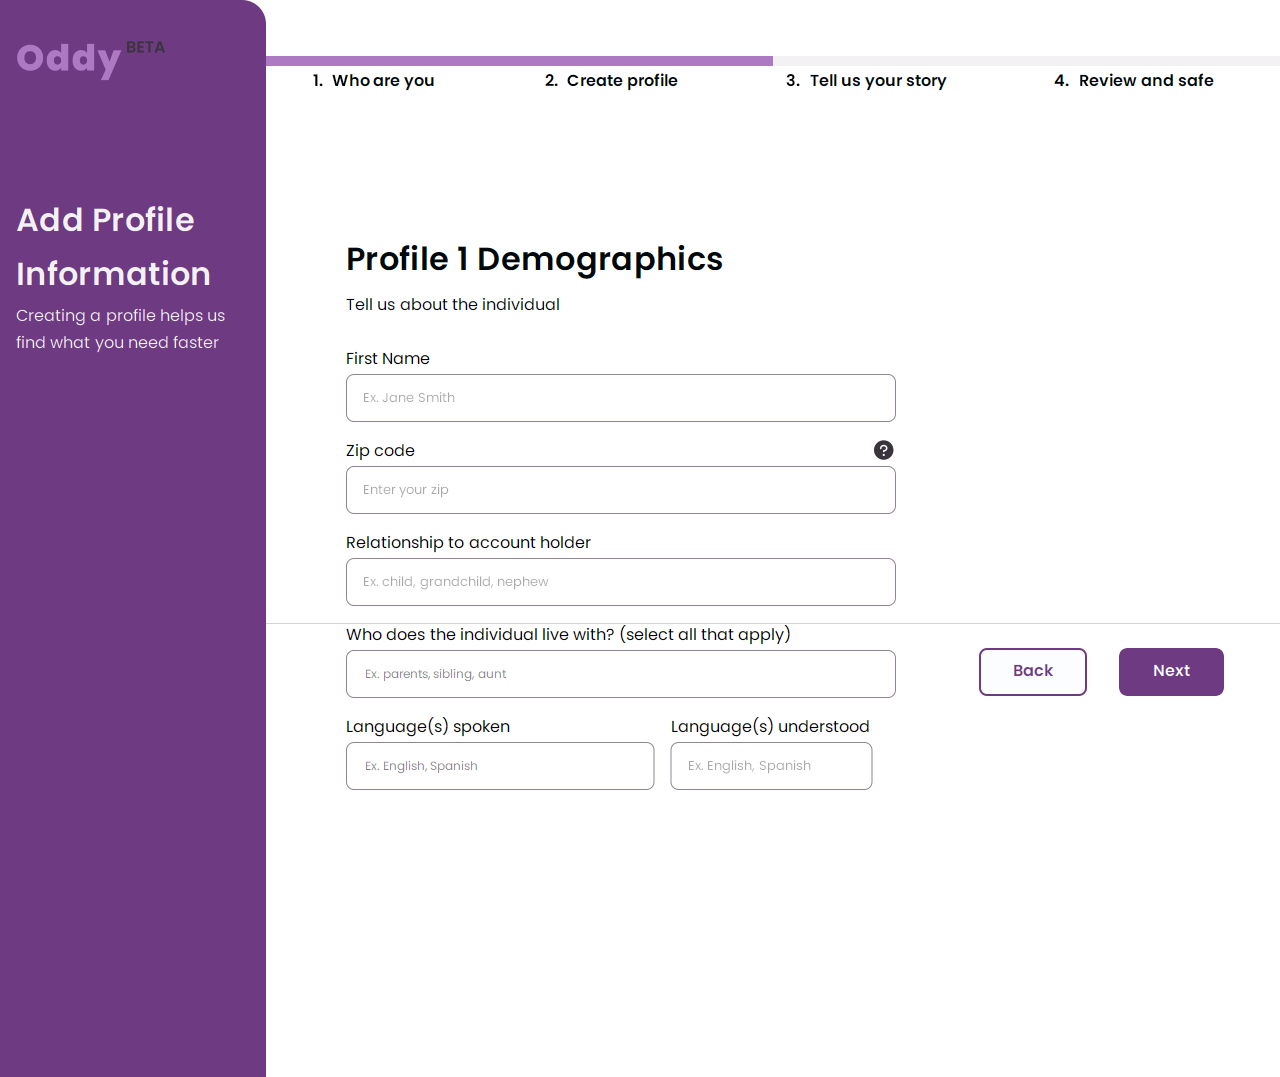 Oddy BETA
1. Who are you
2. Create profile
3. Tell us your story
4. Review and safe
Add Profile
Information
Creating a profile helps us
find what you need faster
Profile 1 Demographics
Tell us about the individual
First Name
Ex. Jane Smith
Zip code
?
Enter your zip
Relationship to account holder
Ex. child, grandchild, nephew
Who does the individual live with? (select all that apply)
Ex. parents, sibling, aunt
Back
Next
Language(s) spoken
Language(s) understood
Ex. English, Spanish
Ex. English, Spanish